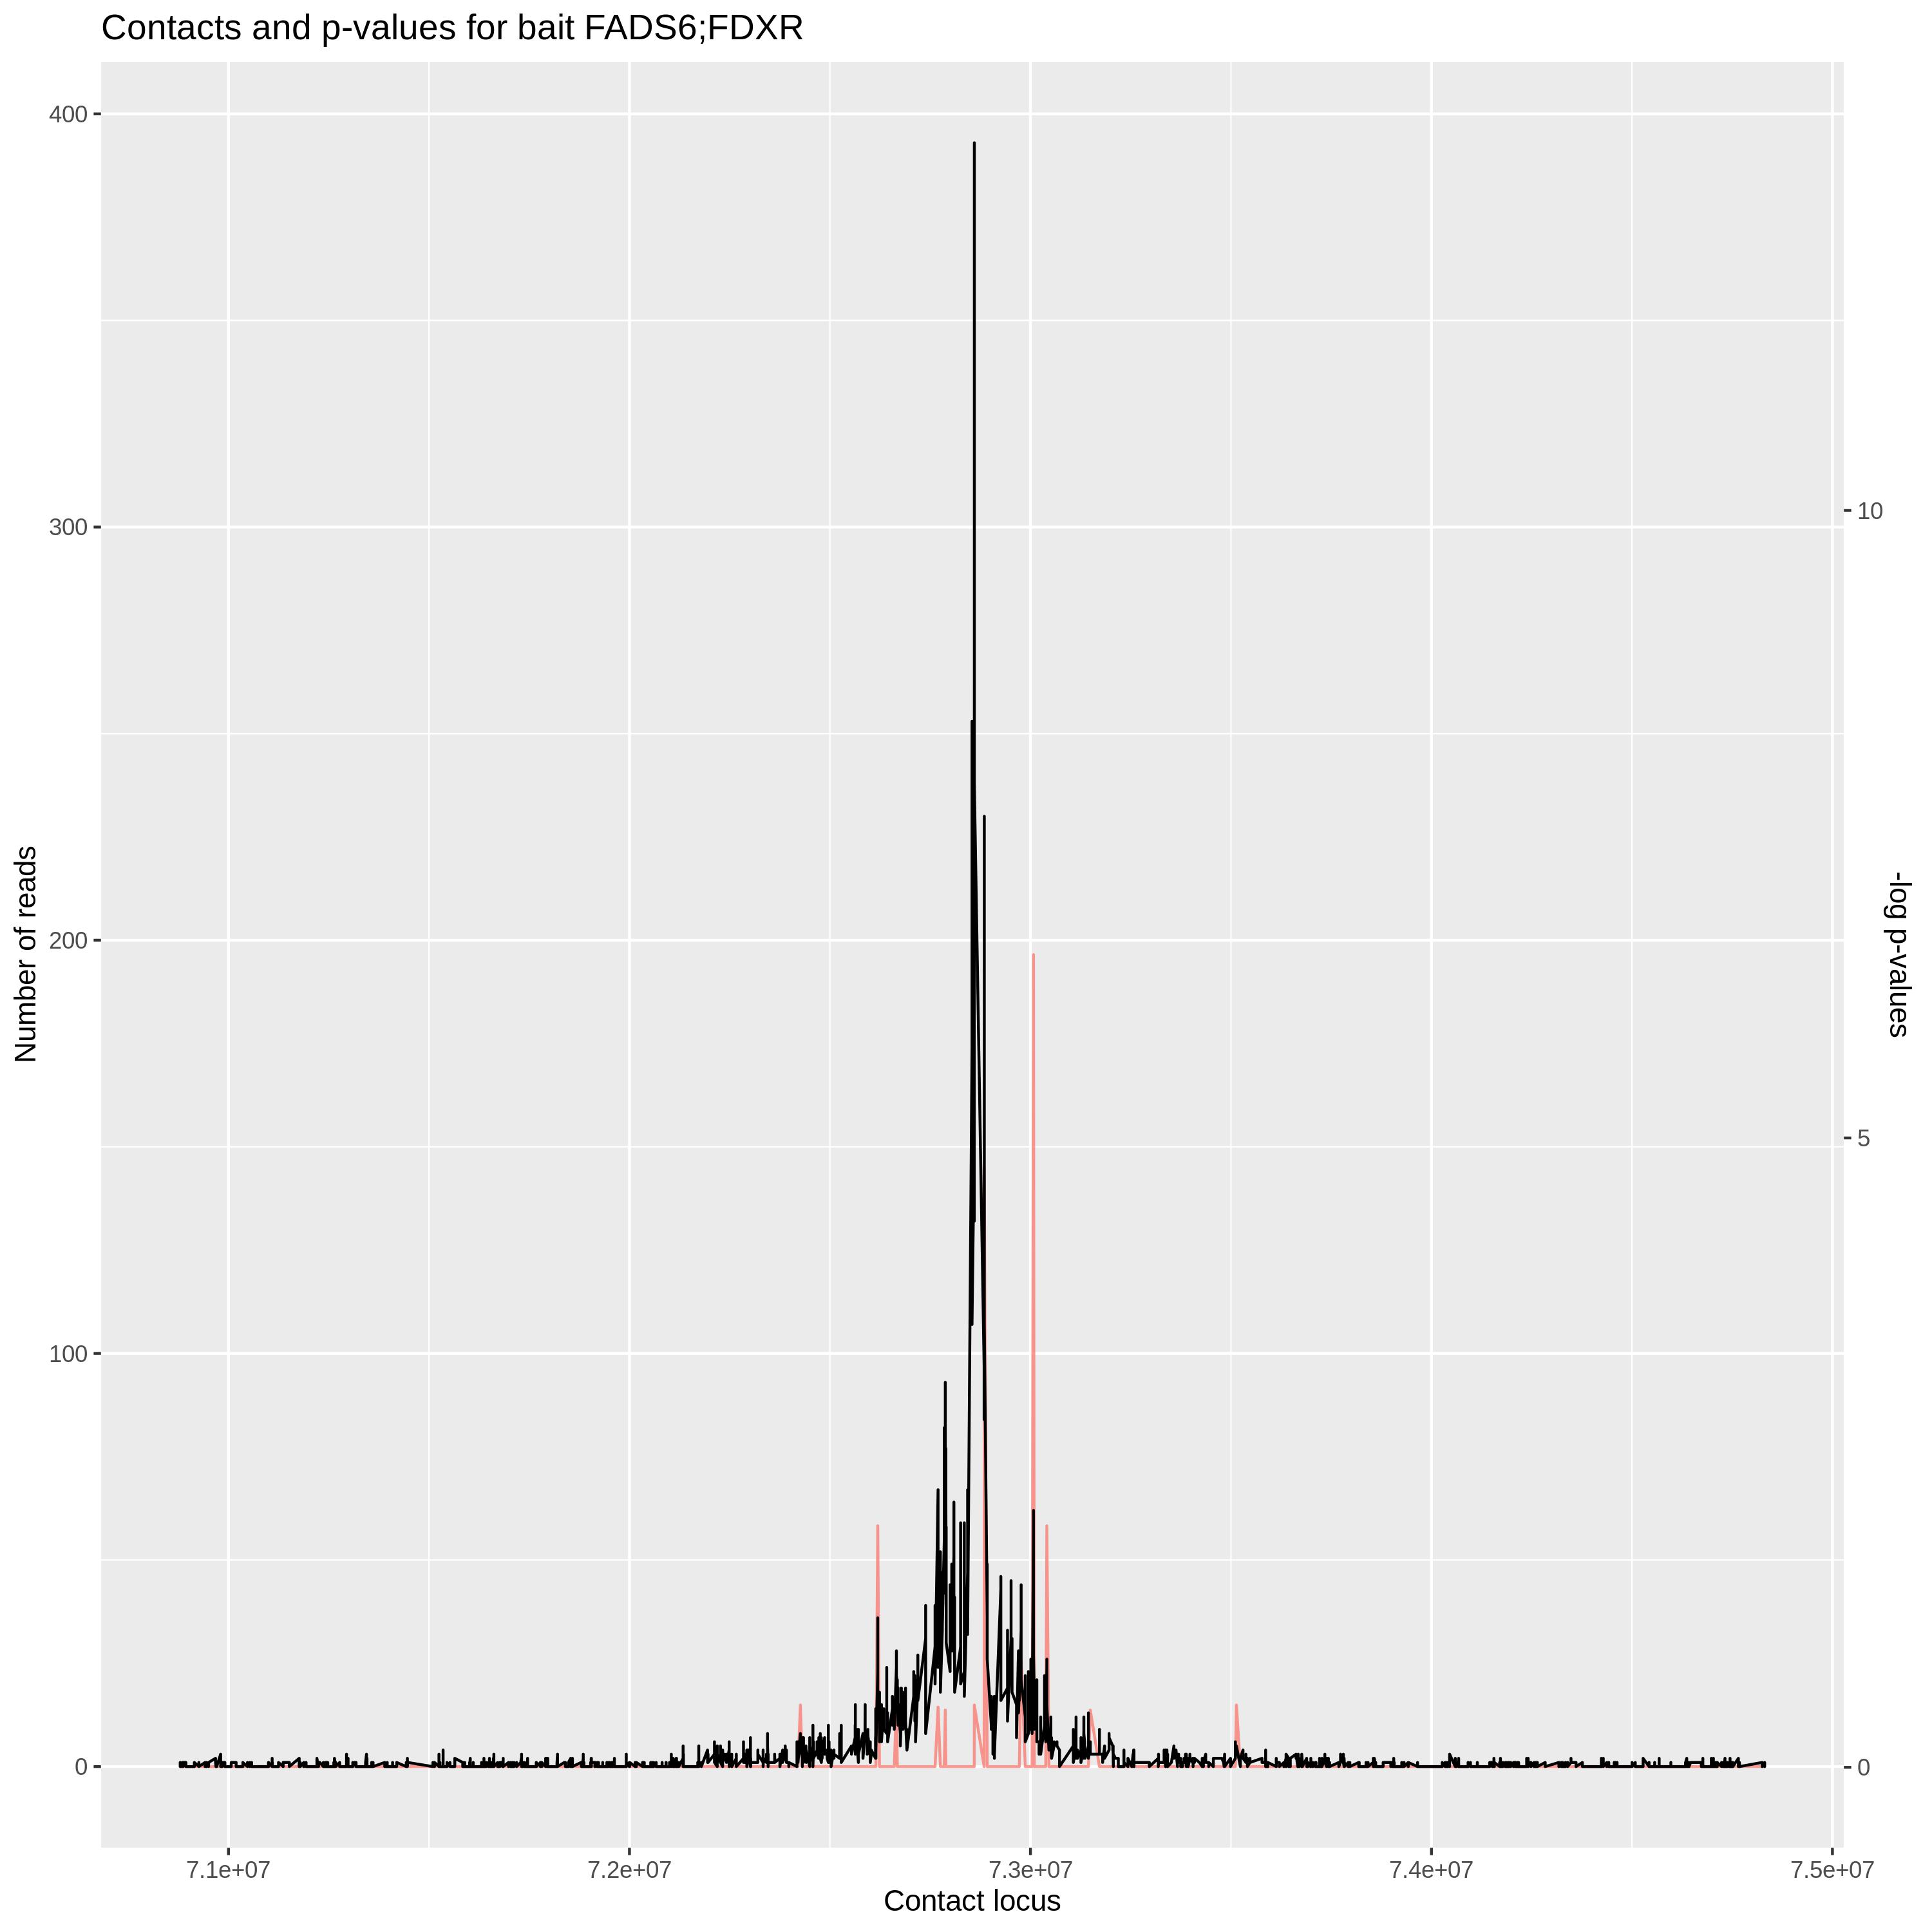 Contacts and p-values for bait FADS6;FDXR
400
300
200
100
0
Number of reads
10
5
0
-log p-values
7.1e+07
7.2e+07
7.3e+07
7.4e+07
7.5e+07
Contact locus